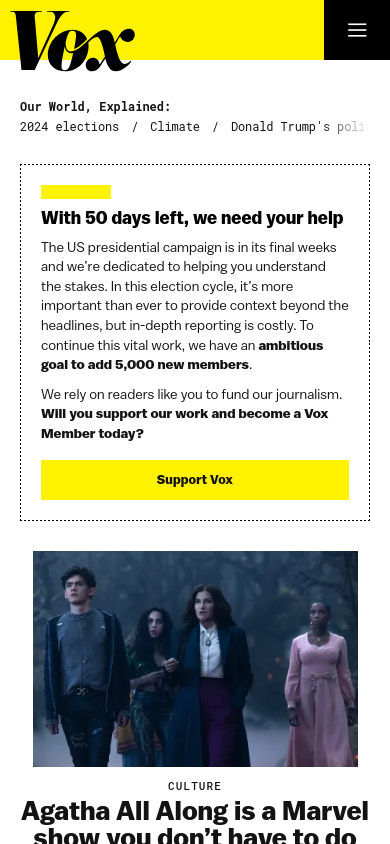 Vox
Our World, Explained:
2024 elections / Climate / Donald Trump's poli
With 50 days left, we need your help
The US presidential campaign is in its final weeks
and we’re dedicated to helping you understand
the stakes. In this election cycle, it’s more
important than ever to provide context beyond the
headlines, but in-depth reporting is costly. To
continue this vital work, we have an ambitious
goal to add 5,000 new members.
We rely on readers like you to fund our journalism.
Will you support our work and become a Vox
Member today?
Support Vox
CULTURE
Agatha All Along is a Marvel
show you don’t have to do